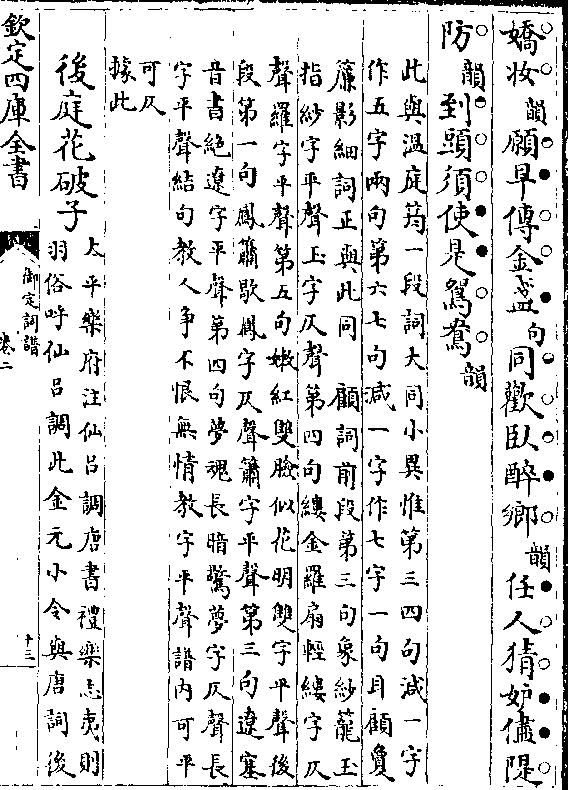 嬌妝韻願早傳金盞句同歡臥醉鄉韻任人猜妒儘隄
防韻到頭須使是鴛鴦韻
此與溫庭筠一段詞大同小異惟第三四句減一字
作五字兩句第六七句減一字作七字一句耳顧敻
簾影細詞正與此同　顧詞前段第三句象紗籠玉
指紗字平聲玉字仄聲第四句縷金羅扇輕縷字仄
聲羅字平聲第五句嫩紅雙臉似花明雙字平聲後
段第一句鳳簫歇鳳字仄聲簫字平聲第三句遼塞
音書絕遼字平聲第四句夢魂長暗驚夢字仄聲長
字平聲結句教人爭不恨無情教字平聲譜內可平
可仄
據此
後庭花破子
太平樂府注仙呂調唐書禮樂志夷則
羽俗呼仙呂調此金元小令與唐詞後
欽定四庫全書
御定詞譜
卷二
十三